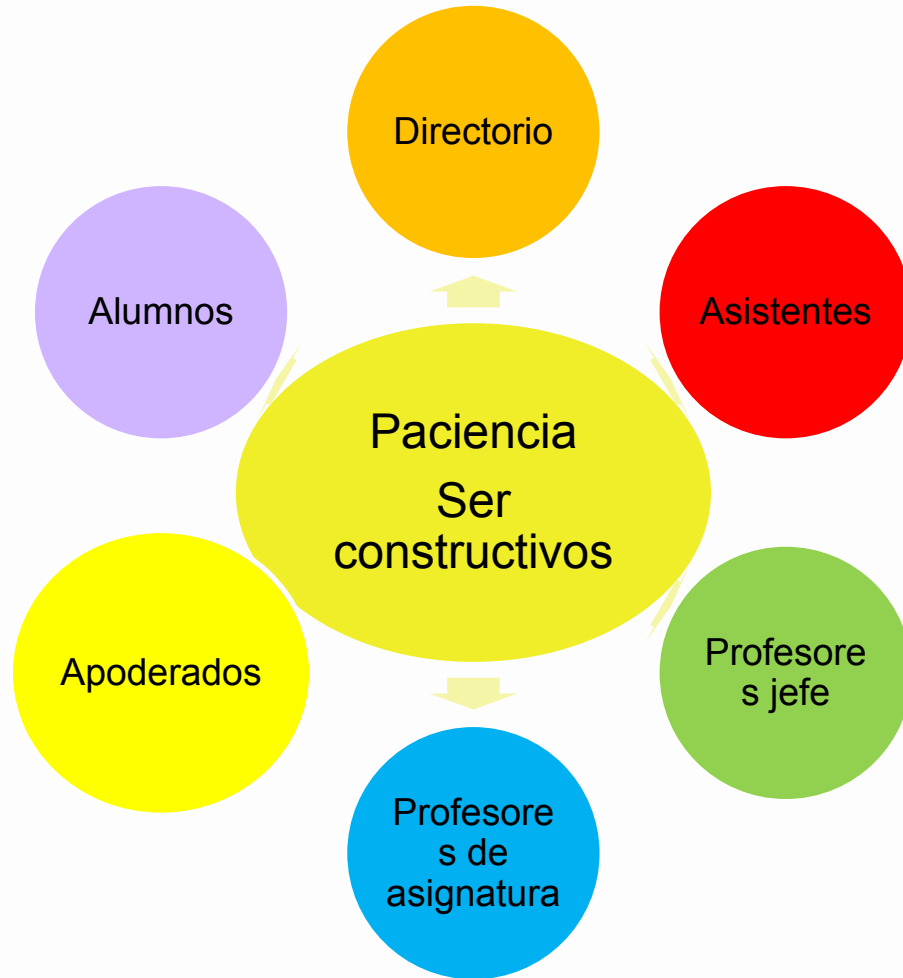 Directorio
Alumnos
Asistentes
Paciencia
Ser
constructivos
Apoderados
Profesore
s jefe
Profesore
s de
asignatura